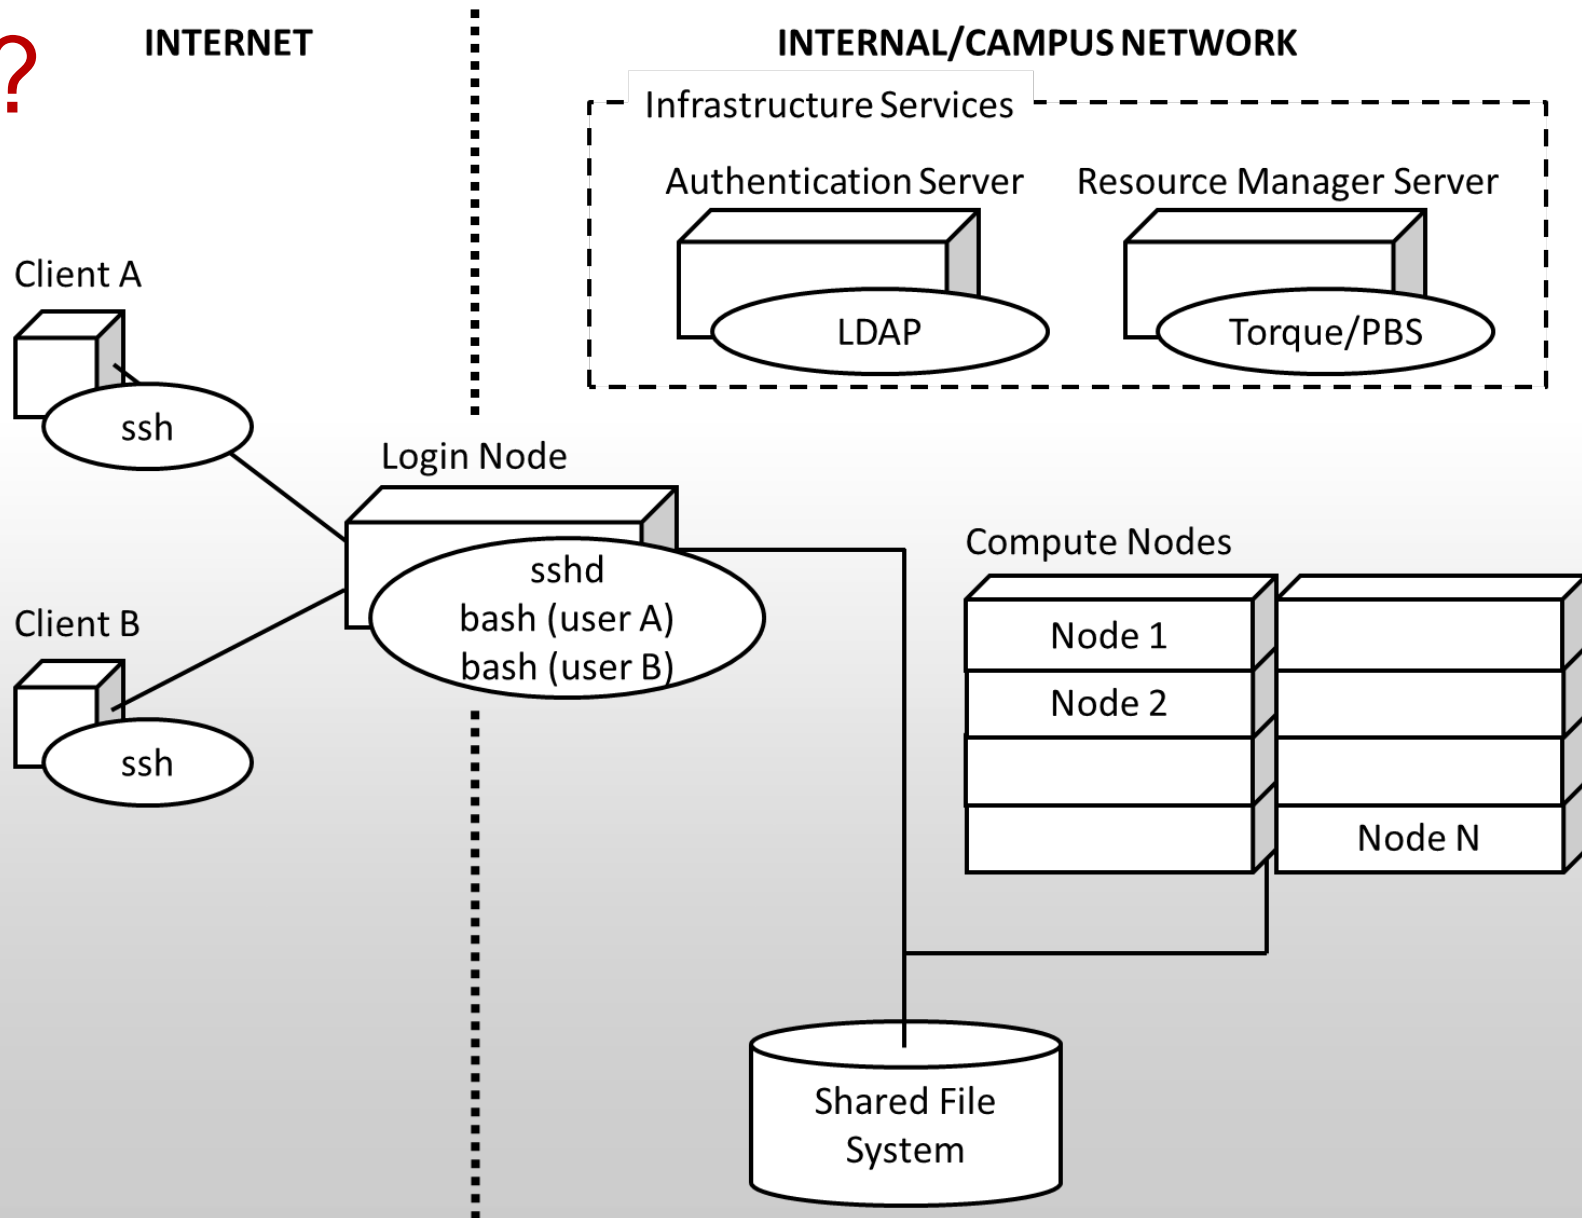 ?
INTERNET
INTERNAL/CAMPUS NETWORK
Infrastructure Services
Authentication Server
Resource Manager Server
LDAP
Torque/PBS
Client A
ssh
Login Node
sshd
bash (user A)
bash (user B)
Client B
ssh
Compute Nodes
Node 1
Node 2
Node N
Shared File
System